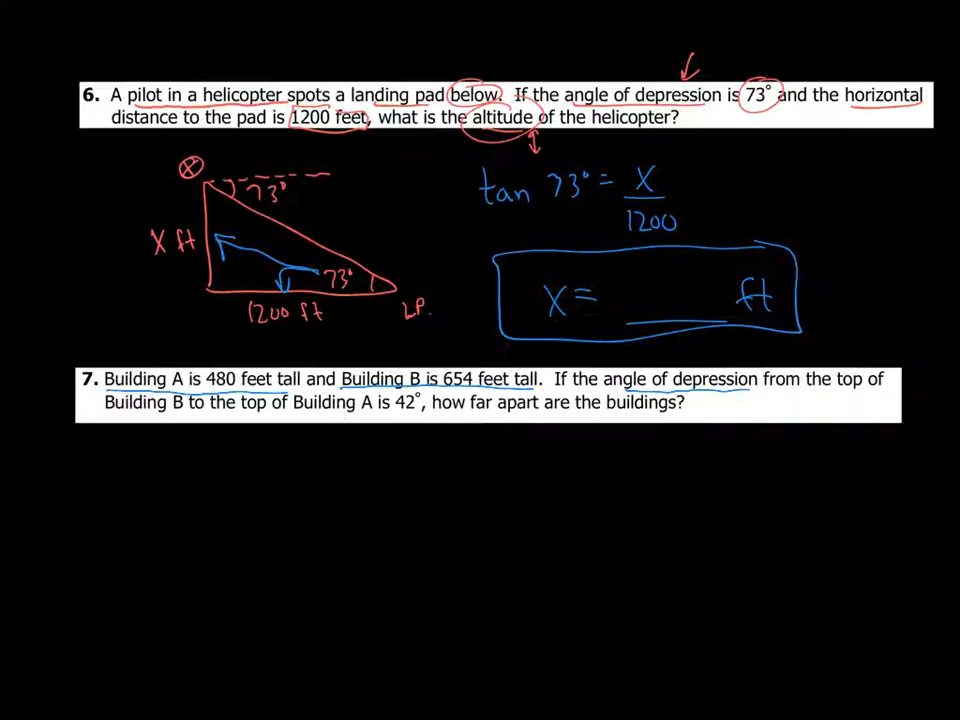 6. A pilot in a helicopter spots a landing pad below. If the angle of depression is 73° and the horizontal
distance to the pad is 1200 feet, what is the altitude of the helicopter?
X
73°
X ft
73°
1200 ft
L.P.
tan 73° = X
1200
X = ____ ft
7. Building A is 480 feet tall and Building B is 654 feet tall. If the angle of depression from the top of
Building B to the top of Building A is 42°, how far apart are the buildings?